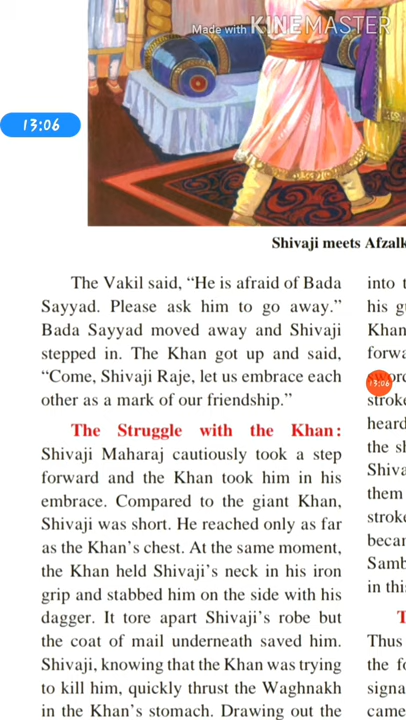 Made with KINEMASTER
13:06
Shivaji meets Afzalk
The Vakil said, “He is afraid of Bada
Sayyad. Please ask him to go away.”
Bada Sayyad moved away and Shivaji
stepped in. The Khan got up and said,
“Come, Shivaji Raje, let us embrace each
other as a mark of our friendship.”
The Struggle with the Khan :
Shivaji Maharaj cautiously took a step
forward and the Khan took him in his
embrace. Compared to the giant Khan,
Shivaji was short. He reached only as far
as the Khan’s chest. At the same moment,
the Khan held Shivaji’s neck in his iron
grip and stabbed him on the side with his
dagger. It tore apart Shivaji’s robe but
the coat of mail underneath saved him.
Shivaji, knowing that the Khan was trying
to kill him, quickly thrust the Waghnakh
in the Khan’s stomach. Drawing out the
into t
his g
Khan
forwa
13:06
stroke
heard
the sl
Shiva
them
stroke
becar
Samb
in this
T
Thus
the fo
signa
came